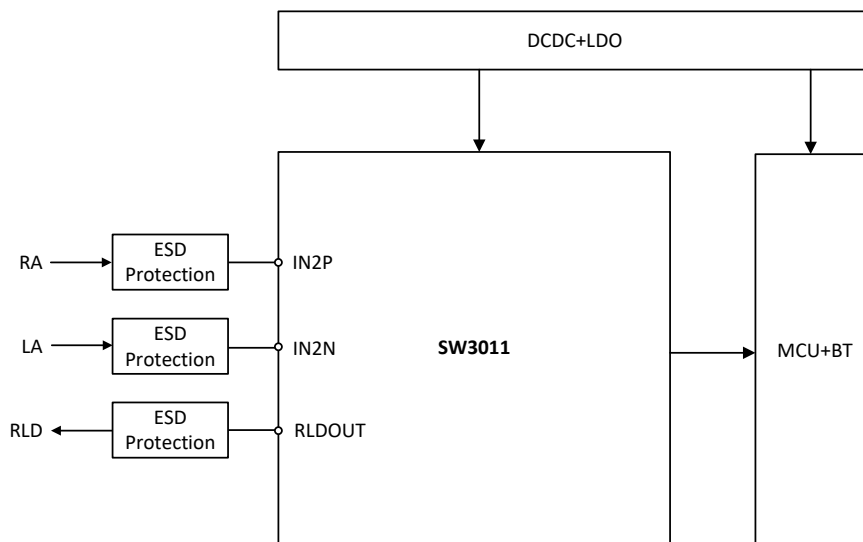 DCDC+LDO
RA
ESD
Protection
IN2P
LA
ESD
Protection
IN2N
SW3011
MCU+BT
RLD
ESD
Protection
RLDOUT